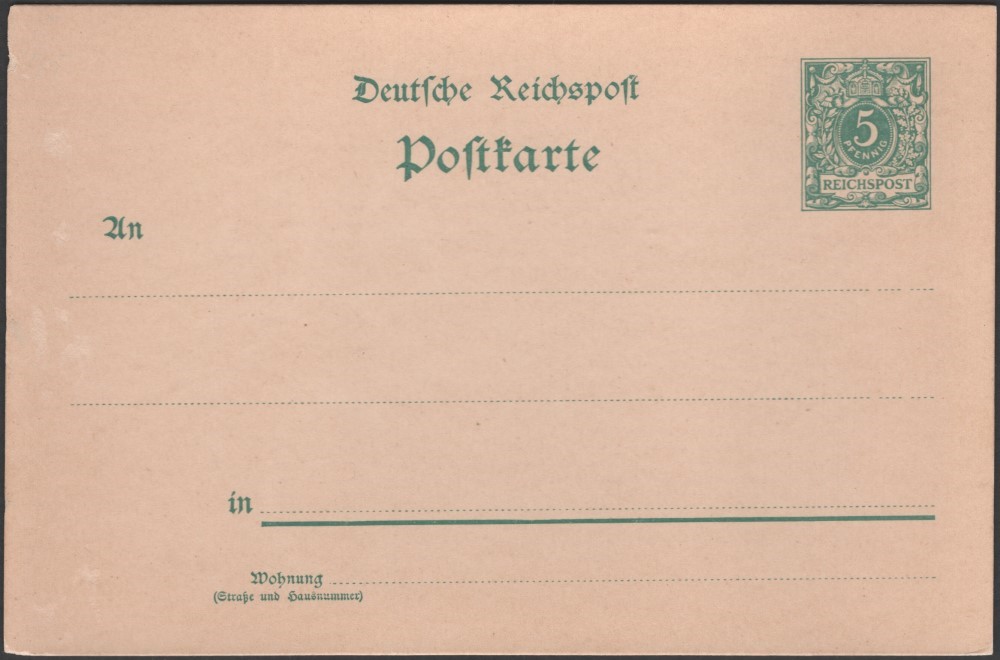 Deutſche Reichspoſt
Poſtkarte
5
PFENNIG
REICHSPOST
An
in
Wohnung
(Straße und Hausnummer)